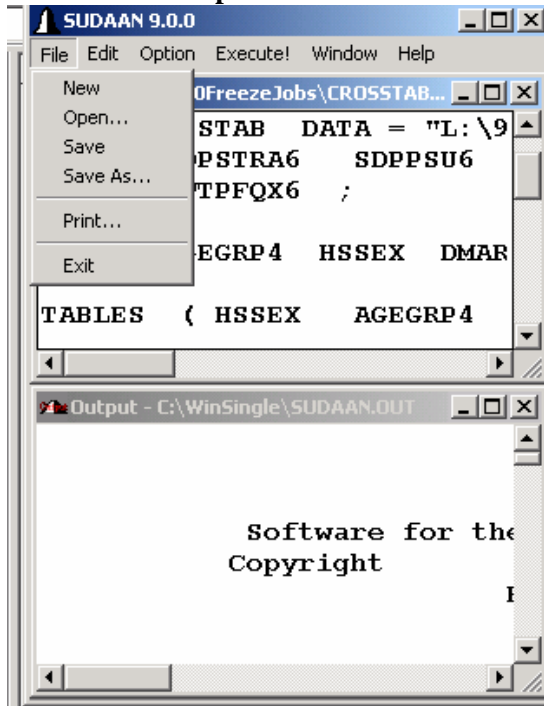 SUDAAN 9.0.0
File Edit Option Execute! Window Help
New
Open...
Save
Save As...
Print...
Exit
0FreezeJobs\CROSSTAB...
STAB DATA = "L:\9
PSTRA6 SDPPSU6
TPFQX6 ;
EGRP4 HSSEX DMAR
TABLES ( HSSEX AGEGRP4
Output - C:\WinSingle\SUDAAN.OUT
Software for the
Copyright